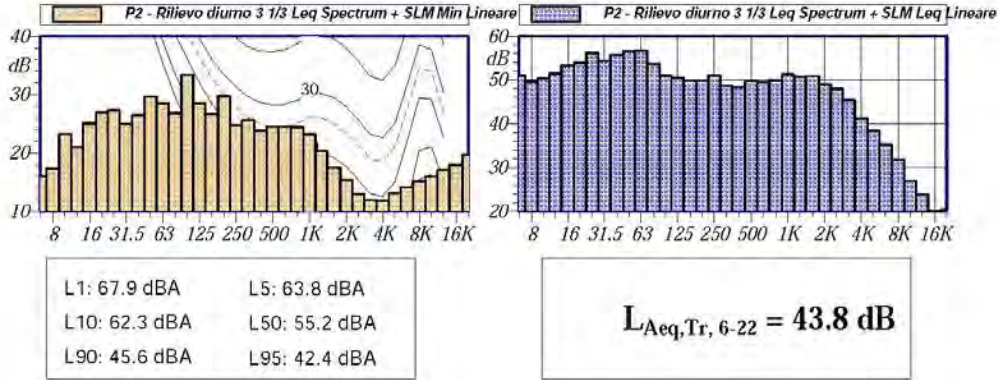 P2 - Rilievo diurno 3 1/3 Leq Spectrum + SLM Min Lineare
40
dB
30
20
10
30
8 16 31.5 63 125 250 500 1K 2K 4K 8K 16K
P2 - Rilievo diurno 3 1/3 Leq Spectrum + SLM Leq Lineare
60
dB
50
40
30
20
8 16 31.5 63 125 250 500 1K 2K 4K 8K 16K
L1: 67.9 dBA L5: 63.8 dBA
L10: 62.3 dBA L50: 55.2 dBA
L90: 45.6 dBA L95: 42.4 dBA
LAeq,Tr, 6-22 = 43.8 dB